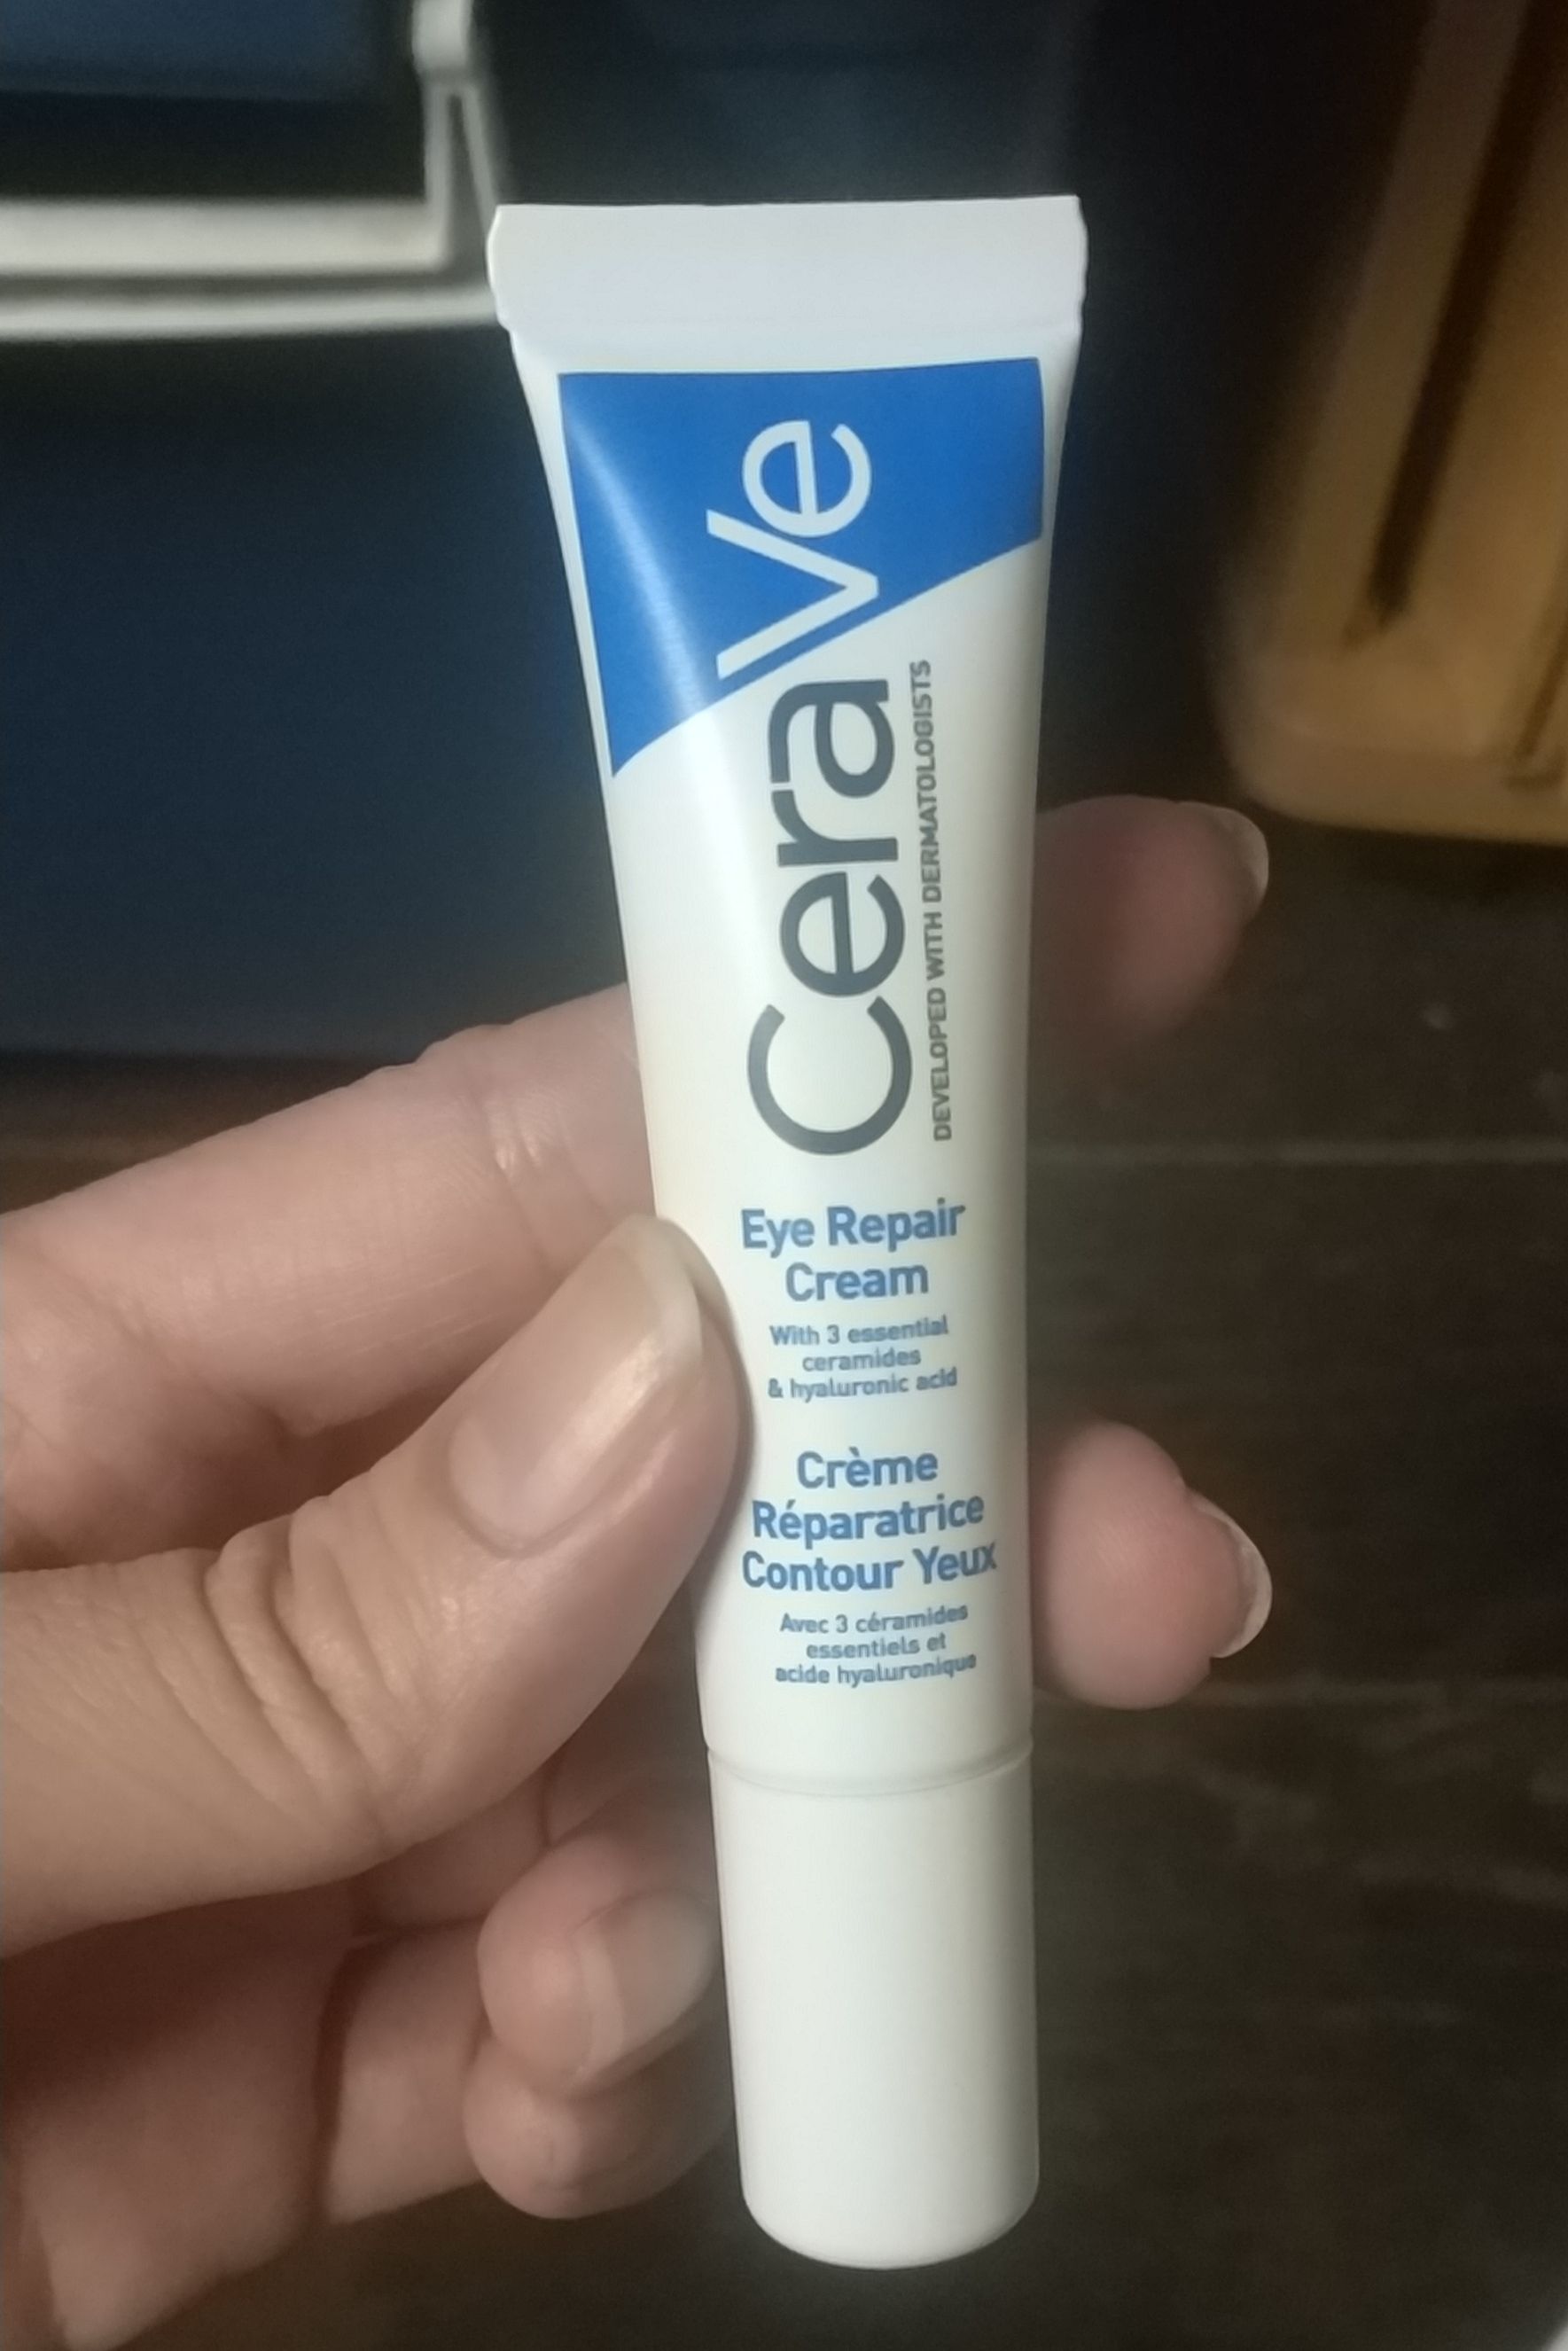 CeraVe
DEVELOPED WITH DERMATOLOGISTS
Eye Repair
Cream
With 3 essential
ceramides
& hyaluronic acid
Crème
Réparatrice
Contour Yeux
Avec 3 céramides
essentiels et
acide hyaluronique